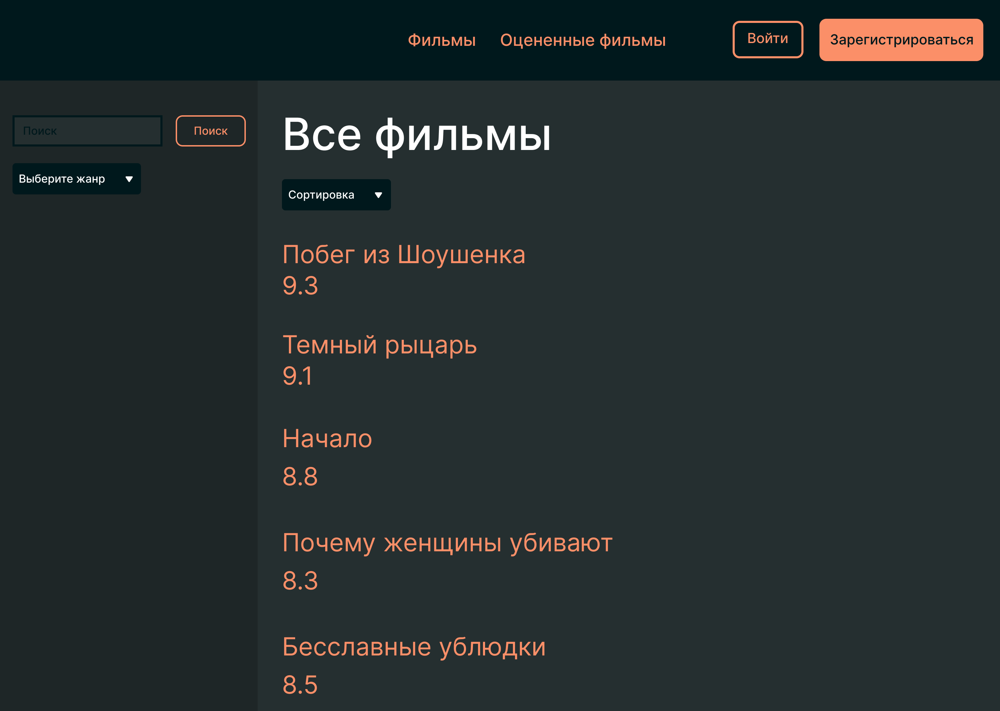 Фильмы
Оцененные фильмы
Войти
Зарегистрироваться
Поиск
Поиск
Выберите жанр
Все фильмы
Сортировка
Побег из Шоушенка
9.3
Темный рыцарь
9.1
Начало
8.8
Почему женщины убивают
8.3
Бесславные ублюдки
8.5